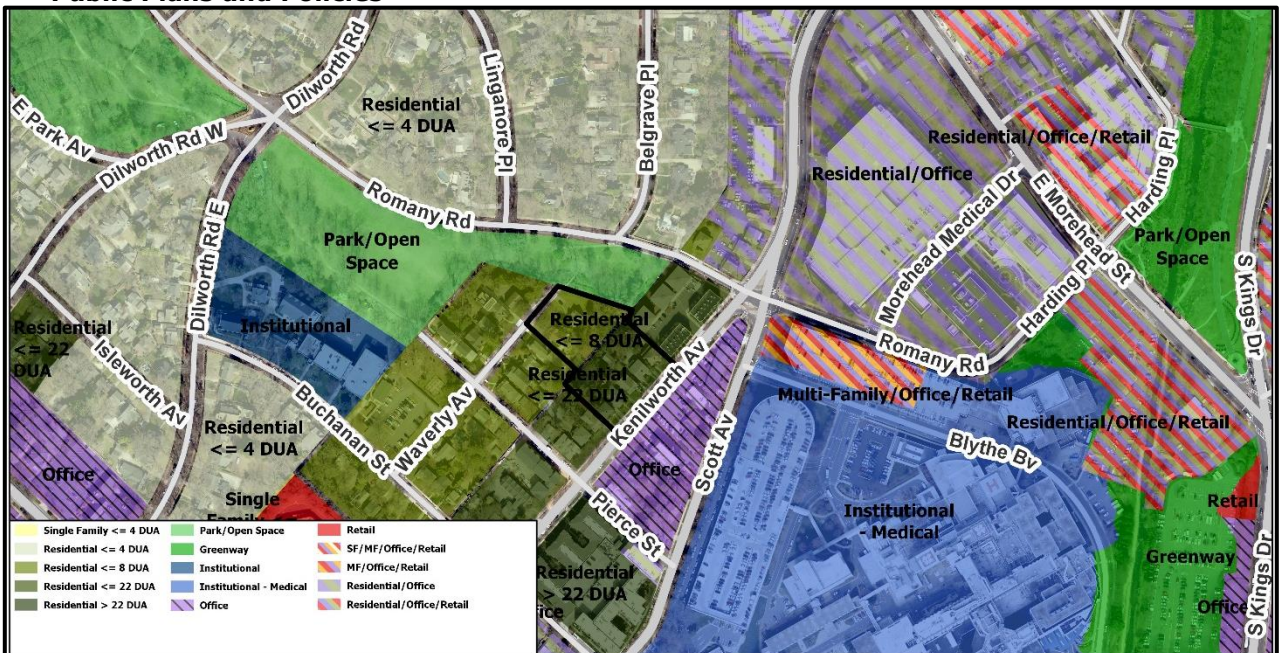 Public Plans and Policies
E Park Av
Dilworth Rd W
Dilworth Rd
Residential
<= 4 DUA
Linganore Pl
Belgrave Pl
Residential/Office/Retail
Residential/Office
Harding Pl
Morehead Medical Dr
E Morehead St
Romany Rd
Dilworth Rd E
Park/Open
Space
Park/Open
Space
S Kings Dr
Harding Pl
Institutional
Residential
<= 22
DUA
Isleworth Av
Residential
<= 8 DUA
Residential
<= 22 DUA
Kenilworth Av
Romany Rd
Multi-Family/Office/Retail
Residential/Office/Retail
Buchanan St
Waverly Av
Residential
<= 4 DUA
Blythe Bv
Office
Office
Scott Av
Pierce St
Single
Institutional
- Medical
Retail
Greenway
Residential
> 22 DUA
Office
S Kings Dr
Single Family <= 4 DUA
Residential <= 4 DUA
Residential <= 8 DUA
Residential <= 22 DUA
Residential > 22 DUA
Park/Open Space
Greenway
Institutional
Institutional - Medical
Office
Retail
SF/MF/Office/Retail
MF/Office/Retail
Residential/Office
Residential/Office/Retail